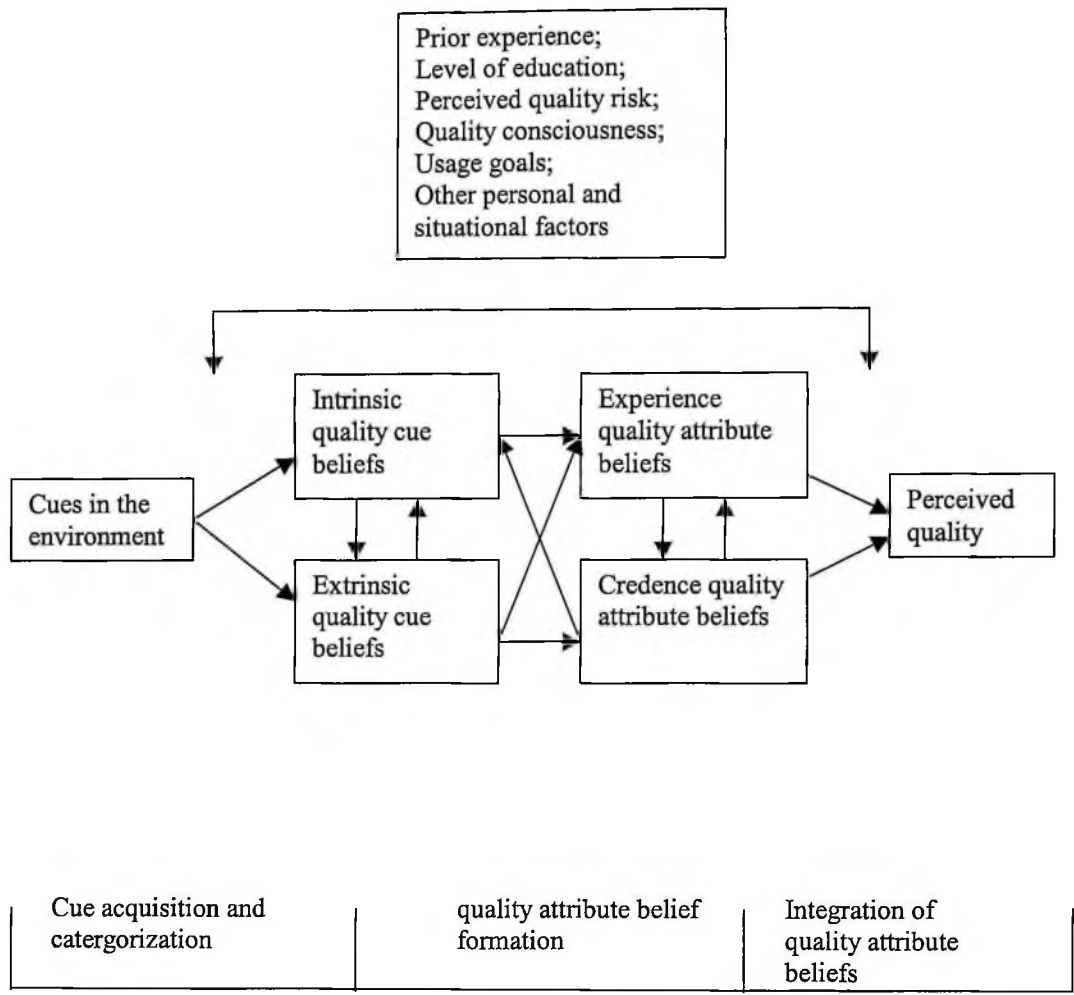 Prior experience;
Level of education;
Perceived quality risk;
Quality consciousness;
Usage goals;
Other personal and
situational factors
Intrinsic
quality cue
beliefs
Experience
quality attribute
beliefs
Cues in the
environment
Perceived
quality
Extrinsic
quality cue
beliefs
Credence quality
attribute beliefs
Cue acquisition and
catergorization
quality attribute belief
formation
Integration of
quality attribute
beliefs